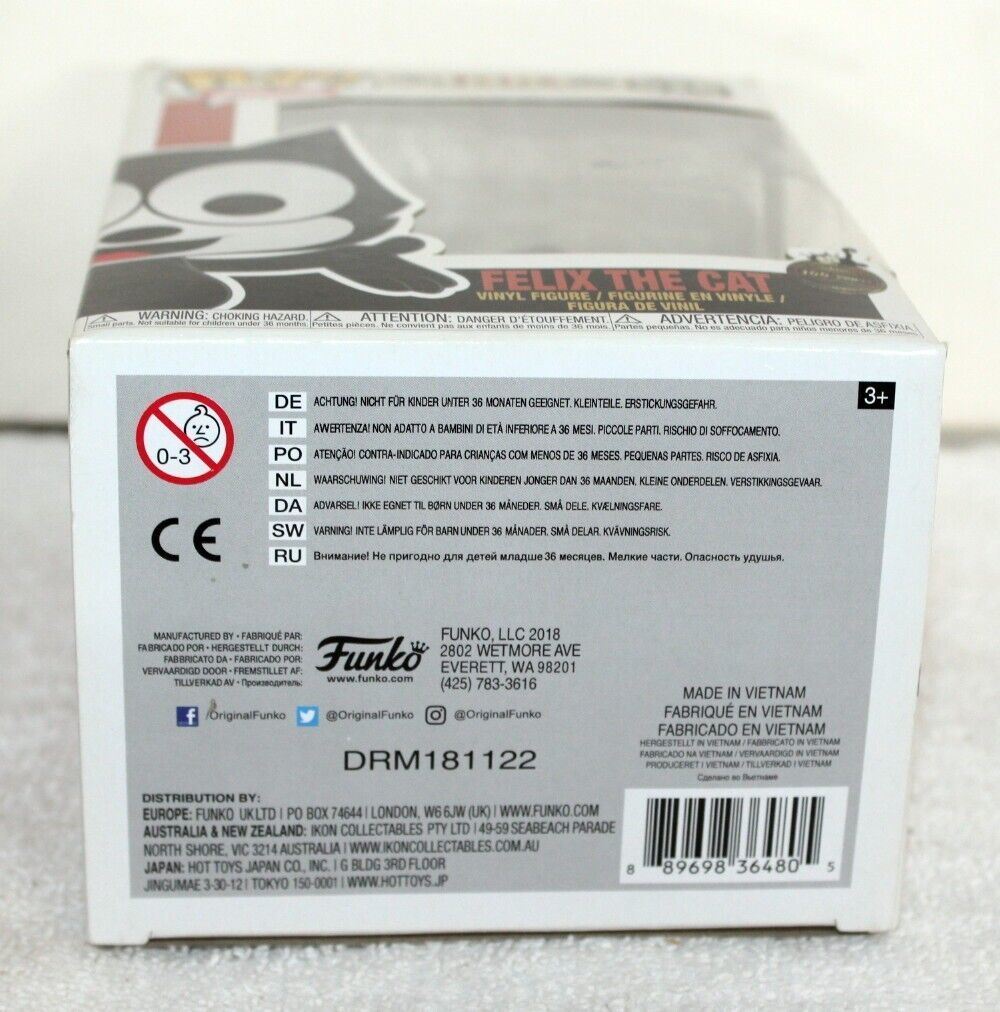 FELIX THE CAT
VINYL FIGURE / FIGURINE EN VINYLE /
FIGURA DE VINIL
WARNING: CHOKING HAZARD.
Small parts. Not suitable for children under 36 months.
ATTENTION: DANGER D'ÉTOUFFEMENT.
Petites pièces. Ne convient pas aux enfants de moins de 36 mois.
ADVERTENCIA: PELIGRO DE ASFIXIA
Partes pequeñas. No es adecuado para niños menores de 36 meses
3+
0-3
DE ACHTUNG! NICHT FÜR KINDER UNTER 36 MONATEN GEEIGNET. KLEINTEILE. ERSTICKUNGSGEFAHR.
IT AWERTENZA! NON ADATTO A BAMBINI DI ETÀ INFERIORE A 36 MESI. PICCOLE PARTI. RISCHIO DI SOFFOCAMENTO.
PO ATENÇÃO! CONTRA-INDICADO PARA CRIANÇAS COM MENOS DE 36 MESES. PEQUENAS PARTES. RISCO DE ASFIXIA.
NL WAARSCHUWING! NIET GESCHIKT VOOR KINDEREN JONGER DAN 36 MAANDEN. KLEINE ONDERDELEN. VERSTIKKINGSGEVAAR.
DA ADVARSEL! IKKE EGNET TIL BØRN UNDER 36 MÅNEDER. SMÅ DELE. KVÆLNINGSFARE.
SW VARNING! INTE LÄMPLIG FÖR BARN UNDER 36 MÅNADER. SMÅ DELAR. KVÄVNINGSRISK.
RU Внимание! Не пригодно для детей младше 36 месяцев. Мелкие части. Опасность удушья.
CE
MANUFACTURED BY • FABRIQUÉ PAR:
FABRICADO POR • HERGESTELLT DURCH:
FABBRICATO DA • FABRICADO POR:
VERVAARDIGD DOOR • FREMSTILLET AF:
TILLVERKAD AV • Производитель:
Funko
www.funko.com
FUNKO, LLC 2018
2802 WETMORE AVE
EVERETT, WA 98201
(425) 783-3616
f /OriginalFunko @OriginalFunko @OriginalFunko
DRM181122
MADE IN VIETNAM
FABRIQUÉ EN VIETNAM
FABRICADO EN VIETNAM
HERGESTELLT IN VIETNAM / FABBRICATO IN VIETNAM
FABRICADO NA VIETNAM / VERVAARDIGD IN VIETNAM
PRODUCERET I VIETNAM / TILLVERKAD I VIETNAM
Сделано во Вьетнаме
DISTRIBUTION BY:
EUROPE: FUNKO UK LTD | PO BOX 74644 | LONDON, W6 6JW (UK) | WWW.FUNKO.COM
AUSTRALIA & NEW ZEALAND: IKON COLLECTABLES PTY LTD | 49-59 SEABEACH PARADE
NORTH SHORE, VIC 3214 AUSTRALIA | WWW.IKONCOLLECTABLES.COM.AU
JAPAN: HOT TOYS JAPAN CO., INC. | G BLDG 3RD FLOOR
JINGUMAE 3-30-12 | TOKYO 150-0001 | WWW.HOTTOYS.JP
8 89698 36480 5